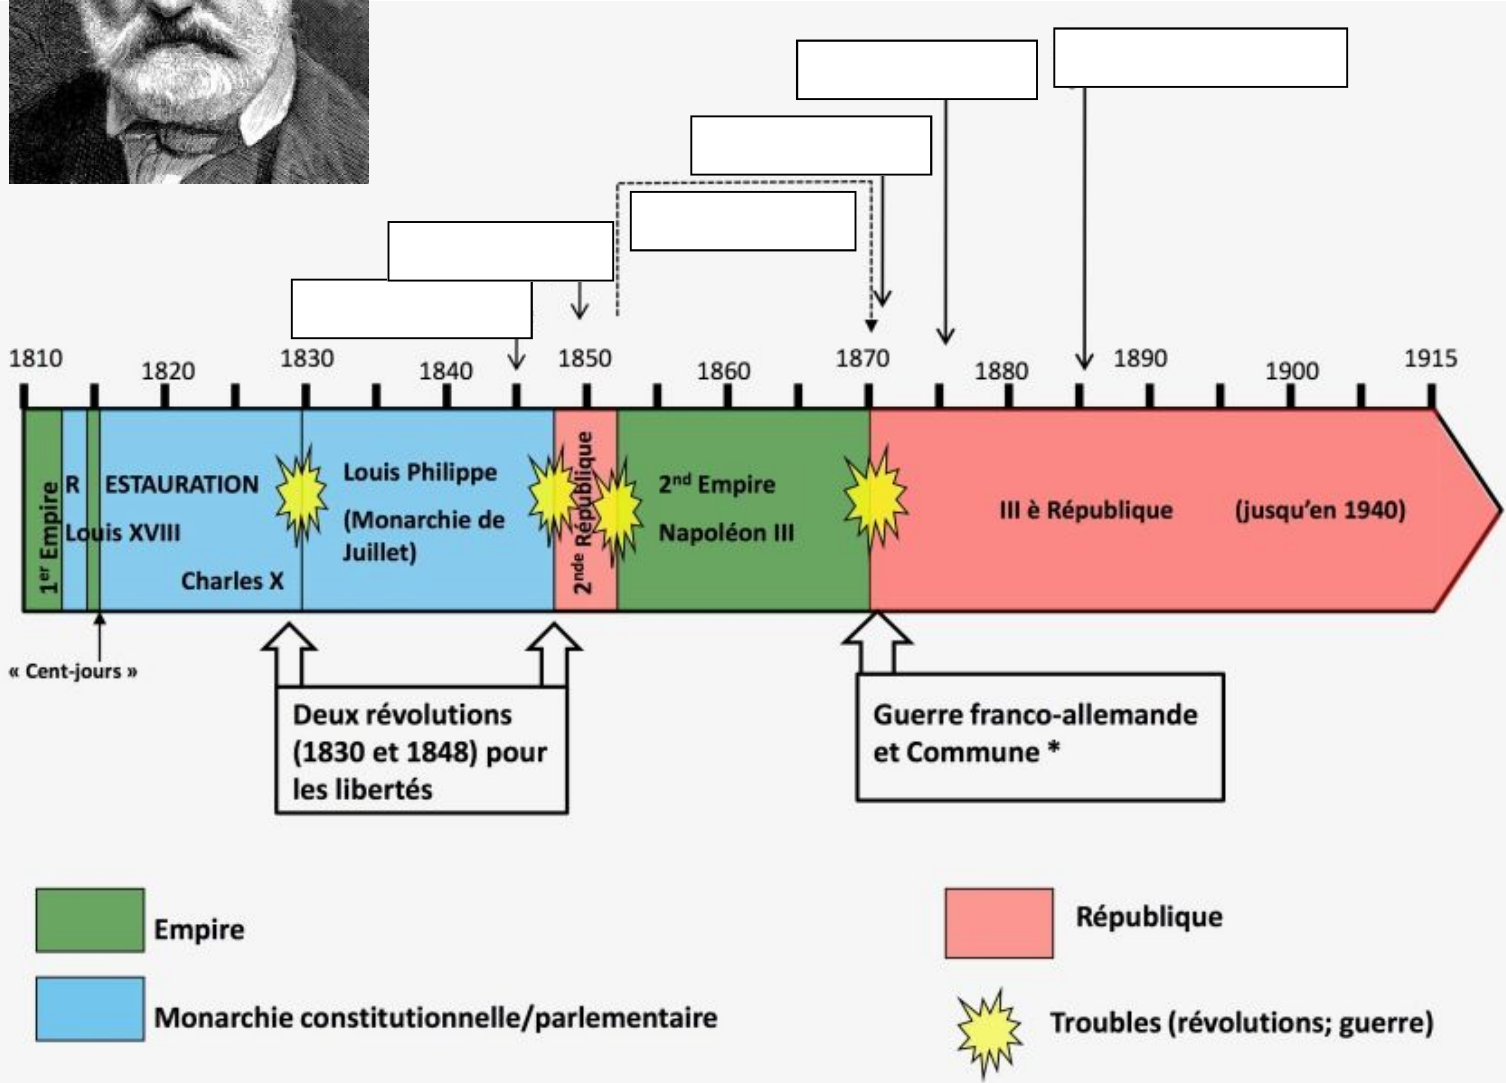 1810
1820
1830
1840
1850
1860
1870
1880
1890
1900
1915
1er Empire
R ESTAURATION
Louis XVIII
Charles X
Louis Philippe
(Monarchie de
Juillet)
2nde République
2nd Empire
Napoléon III
III è République (jusqu’en 1940)
« Cent-jours »
Deux révolutions
(1830 et 1848) pour
les libertés
Guerre franco-allemande
et Commune *
Empire
République
Monarchie constitutionnelle/parlementaire
Troubles (révolutions; guerre)